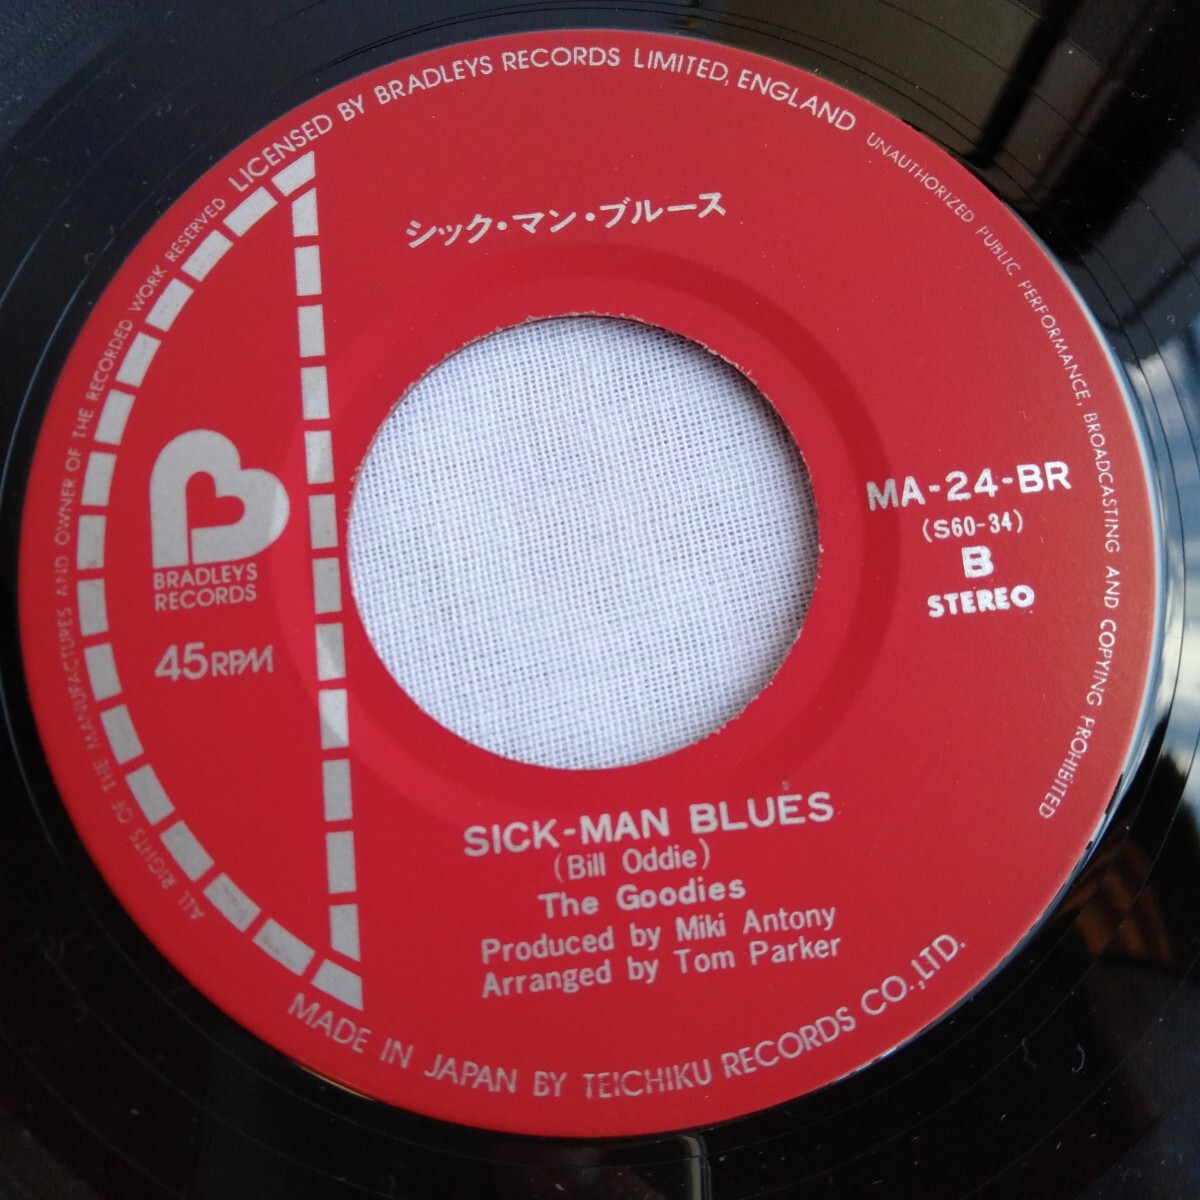 LICENSED BY BRADLEYS RECORDS LIMITED, ENGLAND
UNAUTHORIZED PUBLIC PERFORMANCE, BROADCASTING AND COPYING PROHIBITED
ALL RIGHTS OF THE MANUFACTURES AND OWNER OF THE RECORDED WORK RESERVED
シック・マン・ブルース
B
BRADLEYS
RECORDS
45RPM
MA-24-BR
(S60-34)
B
STEREO
SICK-MAN BLUES
(Bill Oddie)
The Goodies
Produced by Miki Antony
Arranged by Tom Parker
MADE IN JAPAN BY TEICHIKU RECORDS CO.,LTD.